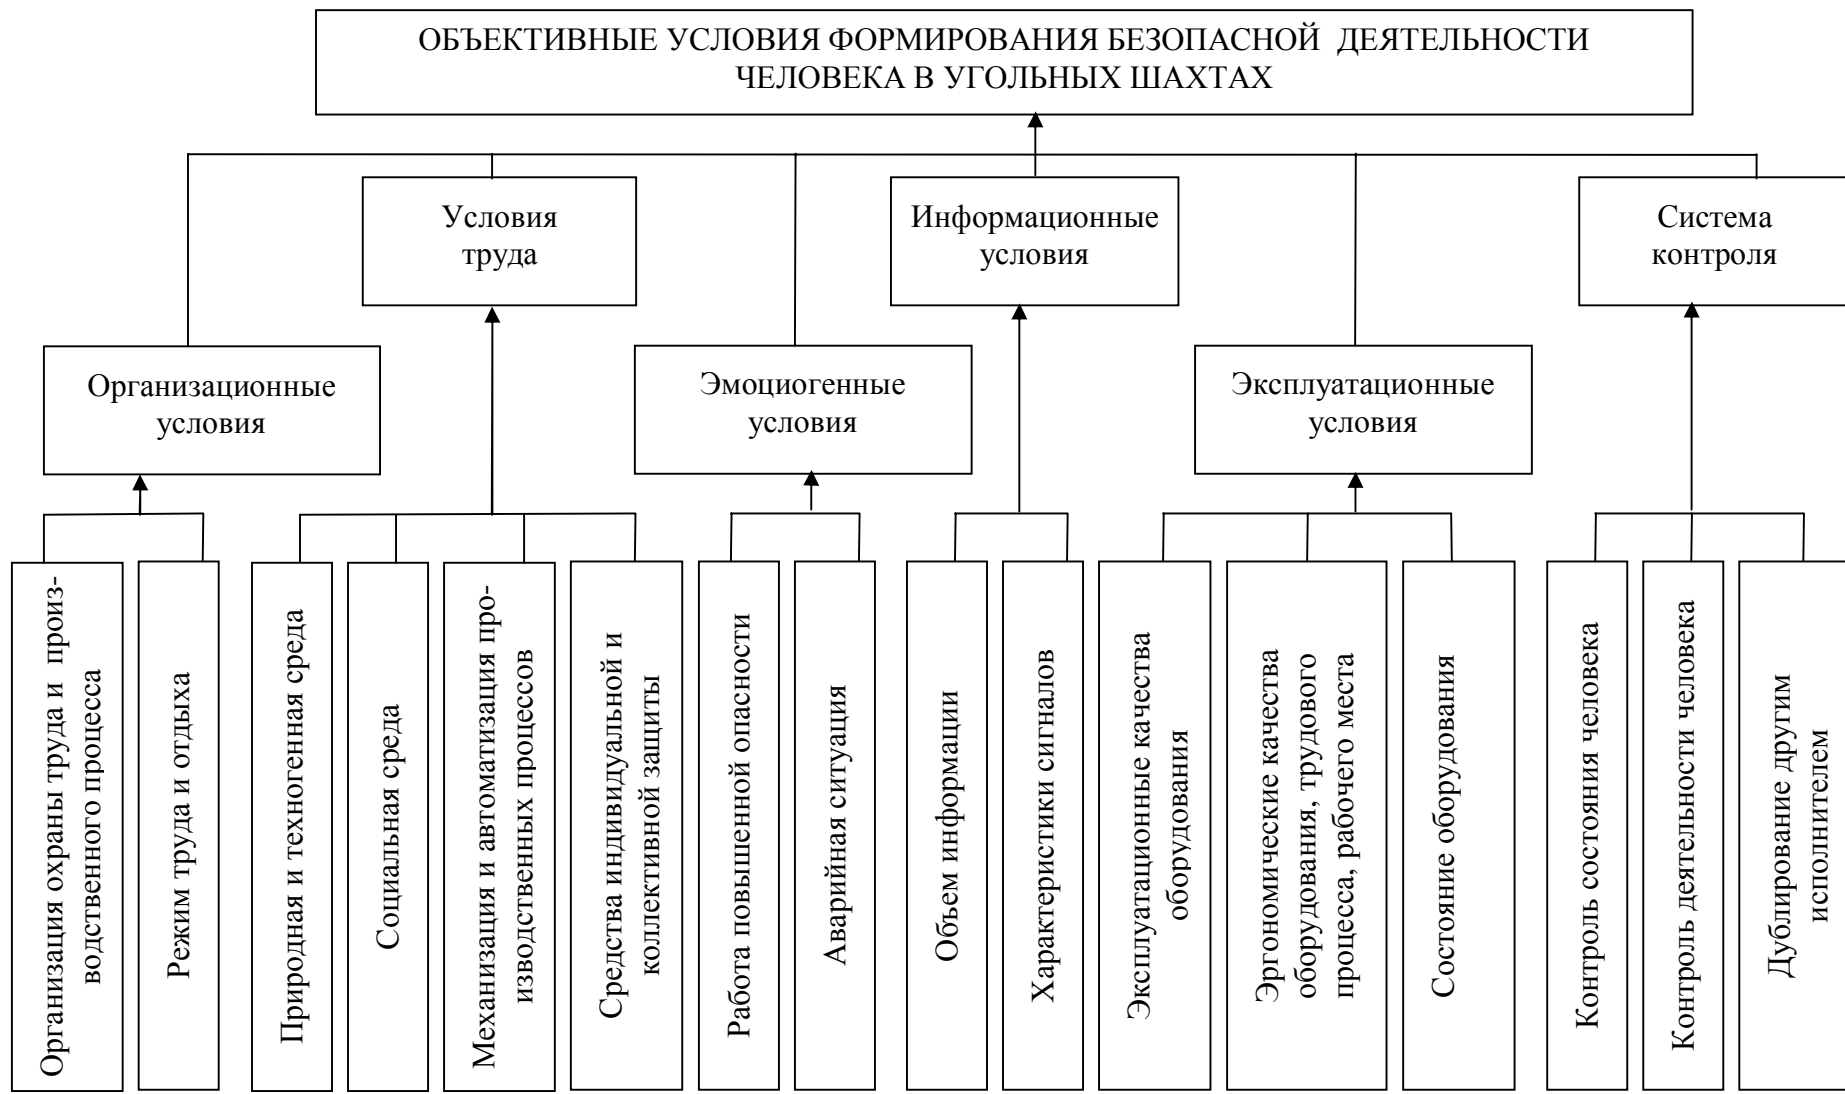 ОБЪЕКТИВНЫЕ УСЛОВИЯ ФОРМИРОВАНИЯ БЕЗОПАСНОЙ ДЕЯТЕЛЬНОСТИ
ЧЕЛОВЕКА В УГОЛЬНЫХ ШАХТАХ
Условия
труда
Информационные
условия
Система
контроля
Организационные
условия
Эмоциогенные
условия
Эксплуатационные
условия
Организация охраны труда и произ-
водственного процесса
Режим труда и отдыха
Природная и техногенная среда
Социальная среда
Механизация и автоматизация про-
изводственных процессов
Средства индивидуальной и
коллективной защиты
Работа повышенной опасности
Аварийная ситуация
Объем информации
Характеристики сигналов
Эксплуатационные качества
оборудования
Эргономические качества
оборудования, трудового
процесса, рабочего места
Состояние оборудования
Контроль состояния человека
Контроль деятельности человека
Дублирование другим
исполнителем